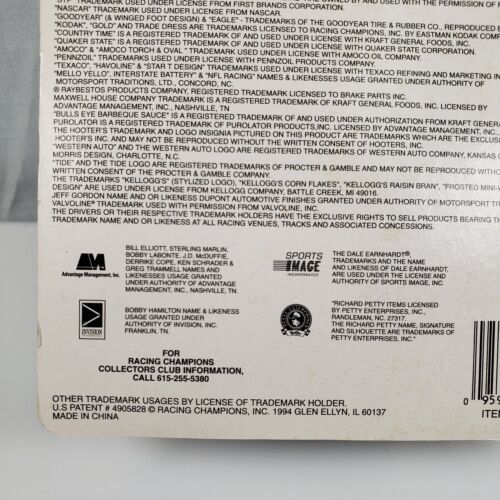 "STP" TRADEMARK USED UNDER LICENSE FROM FIRST BRANDS CORPORATION.
"NASCAR" TRADEMARK USED UNDER LICENSE FROM NASCAR
"GOODYEAR" (& WINGED FOOT DESIGN) & "EAGLE" - TRADEMARKS OF THE GOODYEAR TIRE & RUBBER CO., REPRODUCED
"KODAK", "GOLD" AND TRADE DRESS ARE TRADEMARKS LICENSED TO RACING CHAMPIONS, INC. BY EASTMAN KODAK
"COUNTRY TIME" IS A REGISTERED TRADEMARK OF AND USED WITH KRAFT GENERAL FOODS, INC.
"QUAKER STATE" IS A REGISTERED TRADEMARK OF AND USED UNDER LICENSE WITH QUAKER STATE CORPORATION.
"AMOCO" & "AMOCO TORCH & OVAL - TRADEMARK USED UNDER LICENSE WITH AMOCO OIL COMPANY.
"PENNZOIL" TRADEMARK USED WITH LICENSE WITH PENNZOIL PRODUCTS COMPANY.
"TEXACO", "HAVOLINE" & "STAR T DESIGN" TRADEMARKS USED UNDER LICENSE WITH TEXACO REFINING AND MARKETING
"MELLO YELLO", INTERSTATE BATTERY" & "NFL RACING" NAMES & LIKENESSES USAGE GRANTED UNDER AUTHORITY OF
MOTORSPORT TRADITIONS, LTD., CONCORD, NC.
® RAYBESTOS PRODUCTS COMPANY, REGISTERED TRADEMARK LICENSED TO BRAKE PARTS INC.
MAXWELL HOUSE COMPANY TRADEMARK IS A REGISTERED TRADEMARK OF KRAFT GENERAL FOODS, INC. LICENSED BY
ADVANTAGE MANAGEMENT, INC., NASHVILLE, TN
"BULLS EYE BARBEQUE SAUCE" IS A REGISTERED TRADEMARK OF AND USED UNDER AUTHORIZATION FROM KRAFT
PUROLATOR IS A REGISTERED TRADEMARK OF PUROLATOR PRODUCTS,INC. LICENSED BY ADVANTAGE MANAGEMENT, INC.
THE HOOTER'S TRADEMARK AND LOGO INSIGNIA PICTURED ON THIS PRODUCT ARE TRADEMARKS WHICH ARE THE
HOOTER'S INC. AND MAY NOT BE REPRODUCED WITHOUT THE WRITTEN CONSENT OF HOOTERS, INC.
"WESTERN AUTO" AND THE WESTERN AUTO LOGO ARE REGISTERED TRADEMARKS OF WESTERN AUTO COMPANY, KANSAS
MORRIS DESIGN, CHARLOTTE, N.C.
"TIDE" AND THE TIDE LOGO ARE REGISTERED TRADEMARKS OF PROCTER & GAMBLE AND MAY NOT BE REPRODUCED
WRITTEN CONSENT OF THE PROCTER & GAMBLE COMPANY.
THE TRADEMARKS "KELLOGG'S" (STYLIZED LOGO), "KELLOGG'S CORN FLAKES", "KELLOGG'S RAISIN BRAN", "FROSTED
DESIGN" ARE USED UNDER LICENSE FROM KELLOGG COMPANY, BATTLE CREEK, MI 49016.
JEFF GORDON NAME AND OR LIKENESS DUPONT AUTOMOTIVE FINISHES GRANTED UNDER AUTHORITY OF MOTORSPORT
VALVOLINE TRADEMARK USED WITH PERMISSION FROM VALVOLINE, INC.
THE DRIVERS OR THEIR RESPECTIVE TRADEMARK HOLDERS HAVE THE EXCLUSIVE RIGHTS TO SELL PRODUCTS BEARING
TRADEMARK NAME AND OR LIKENESS AT ALL RACING VENUES, TRACKS AND ASSOCIATED CONCESSIONS.
AM
Advantage Management, Inc.
BILL ELLIOTT, STERLING MARLIN,
BOBBY LABONTE, J.D. McDUFFIE,
DERRIKE COPE, KEN SCHRADER &
GREG TRAMMELL NAMES AND
LIKENESSES USAGE GRANTED
UNDER AUTHORITY OF ADVANTAGE
MANAGEMENT, INC., NASHVILLE, TN.
SPORTS
IMAGE
INCORPORATED
THE DALE EARNHARDT®
TRADEMARKS AND THE NAME
AND LIKENESS OF DALE EARNHARDT,
ARE USED UNDER THE LICENSE AND
AUTHORITY OF SPORTS IMAGE, INC.
INVISION
BOBBY HAMILTON NAME & LIKENESS
USAGE GRANTED UNDER
AUTHORITY OF INVISION, INC.
FRANKLIN, TN.
"RICHARD PETTY ITEMS LICENSED
BY PETTY ENTERPRISES, INC.,
RANDLEMAN, NC. 27317.
THE RICHARD PETTY NAME, SIGNATURE
AND SILHOUETTE ARE TRADEMARKS OF
PETTY ENTERPRISES, INC."
FOR
RACING CHAMPIONS
COLLECTORS CLUB INFORMATION,
CALL 615-255-5380
OTHER TRADEMARK USAGES BY LICENSE OF TRADEMARK HOLDER.
U.S PATENT # 4905828 © RACING CHAMPIONS, INC. 1994 GLEN ELLYN, IL 60137
MADE IN CHINA
0 959
ITE